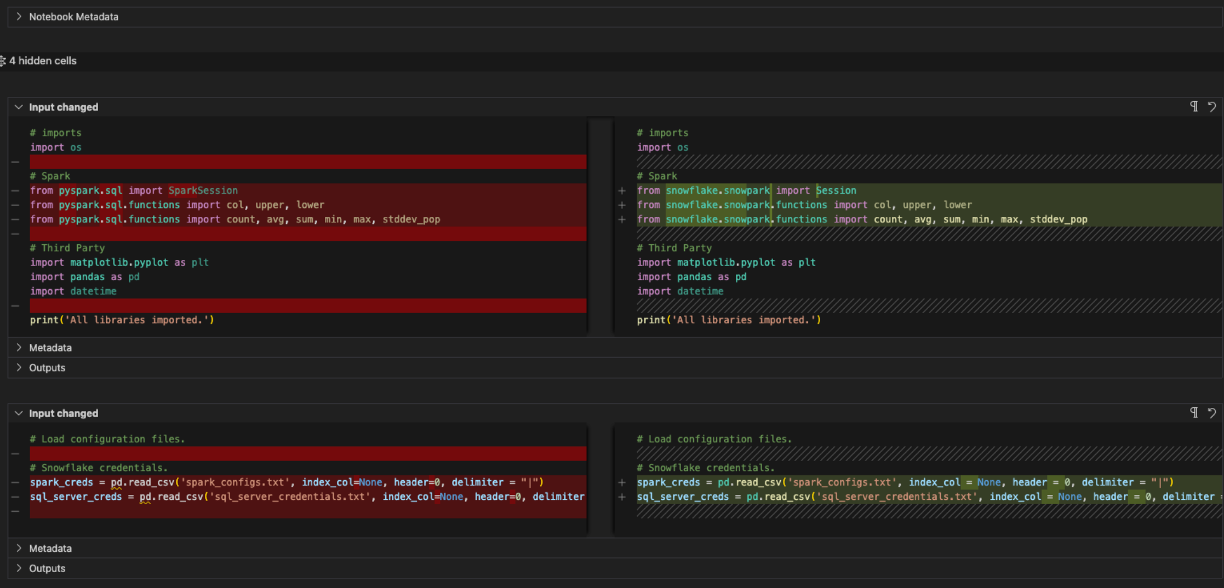 Notebook Metadata
4 hidden cells
Input changed
# imports
import os
# Spark
from pyspark.sql import SparkSession
from pyspark.sql.functions import col, upper, lower
from pyspark.sql.functions import count, avg, sum, min, max, stddev_pop
# Third Party
import matplotlib.pyplot as plt
import pandas as pd
import datetime
print('All libraries imported.')
# imports
import os
# Spark
from snowflake.snowpark import Session
from snowflake.snowpark.functions import col, upper, lower
from snowflake.snowpark.functions import count, avg, sum, min, max, stddev_pop
# Third Party
import matplotlib.pyplot as plt
import pandas as pd
import datetime
print('All libraries imported.')
Metadata
Outputs
Input changed
# Load configuration files.
# Snowflake credentials.
spark_creds = pd.read_csv('spark_configs.txt', index_col=None, header=0, delimiter = "|")
sql_server_creds = pd.read_csv('sql_server_credentials.txt', index_col=None, header=0, delimiter
# Load configuration files.
# Snowflake credentials.
spark_creds = pd.read_csv('spark_configs.txt', index_col = None, header = 0, delimiter = "|")
sql_server_creds = pd.read_csv('sql_server_credentials.txt', index_col = None, header = 0, delimiter =
Metadata
Outputs